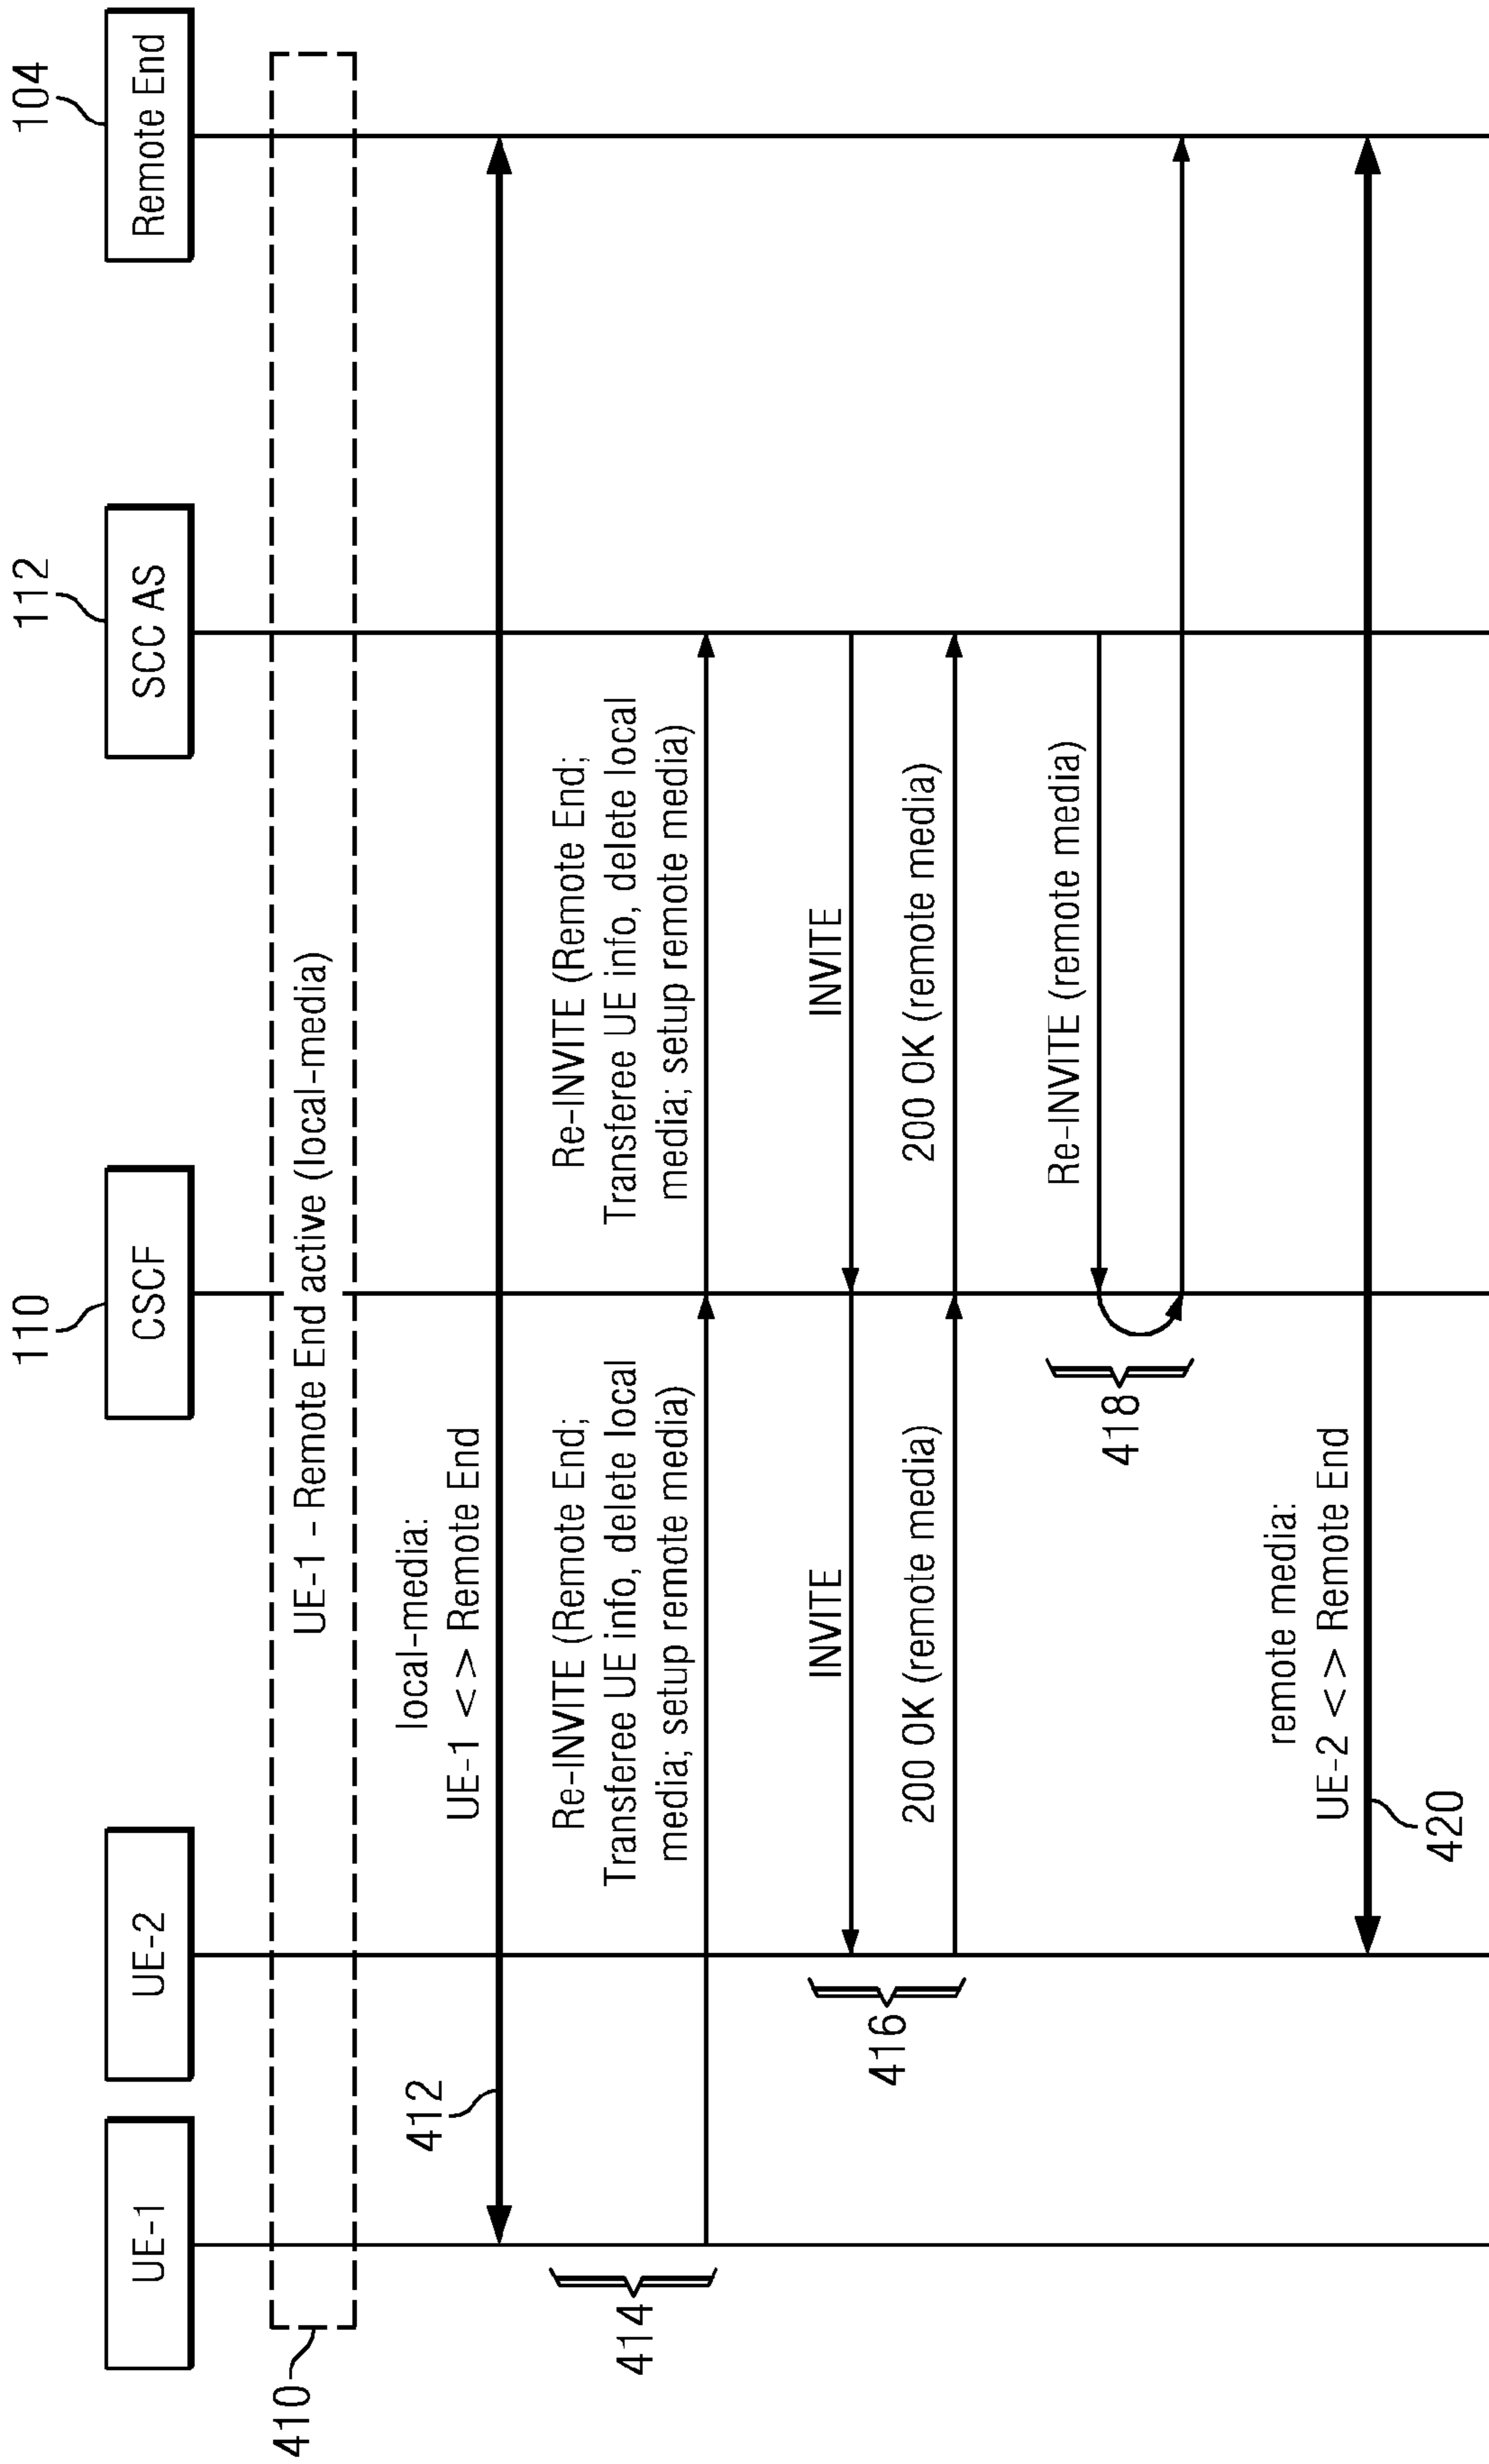 110
112
104
UE-1
UE-2
CSCF
SCC AS
Remote End
410
UE-1 - Remote End active (local-media)
412
local-media:
UE-1 < > Remote End
414
Re-INVITE (Remote End;
Transferee UE info, delete local
media; setup remote media)
Re-INVITE (Remote End;
Transferee UE info, delete local
media; setup remote media)
416
INVITE
INVITE
200 OK (remote media)
200 OK (remote media)
418
Re-INVITE (remote media)
remote media:
UE-2 < > Remote End
420